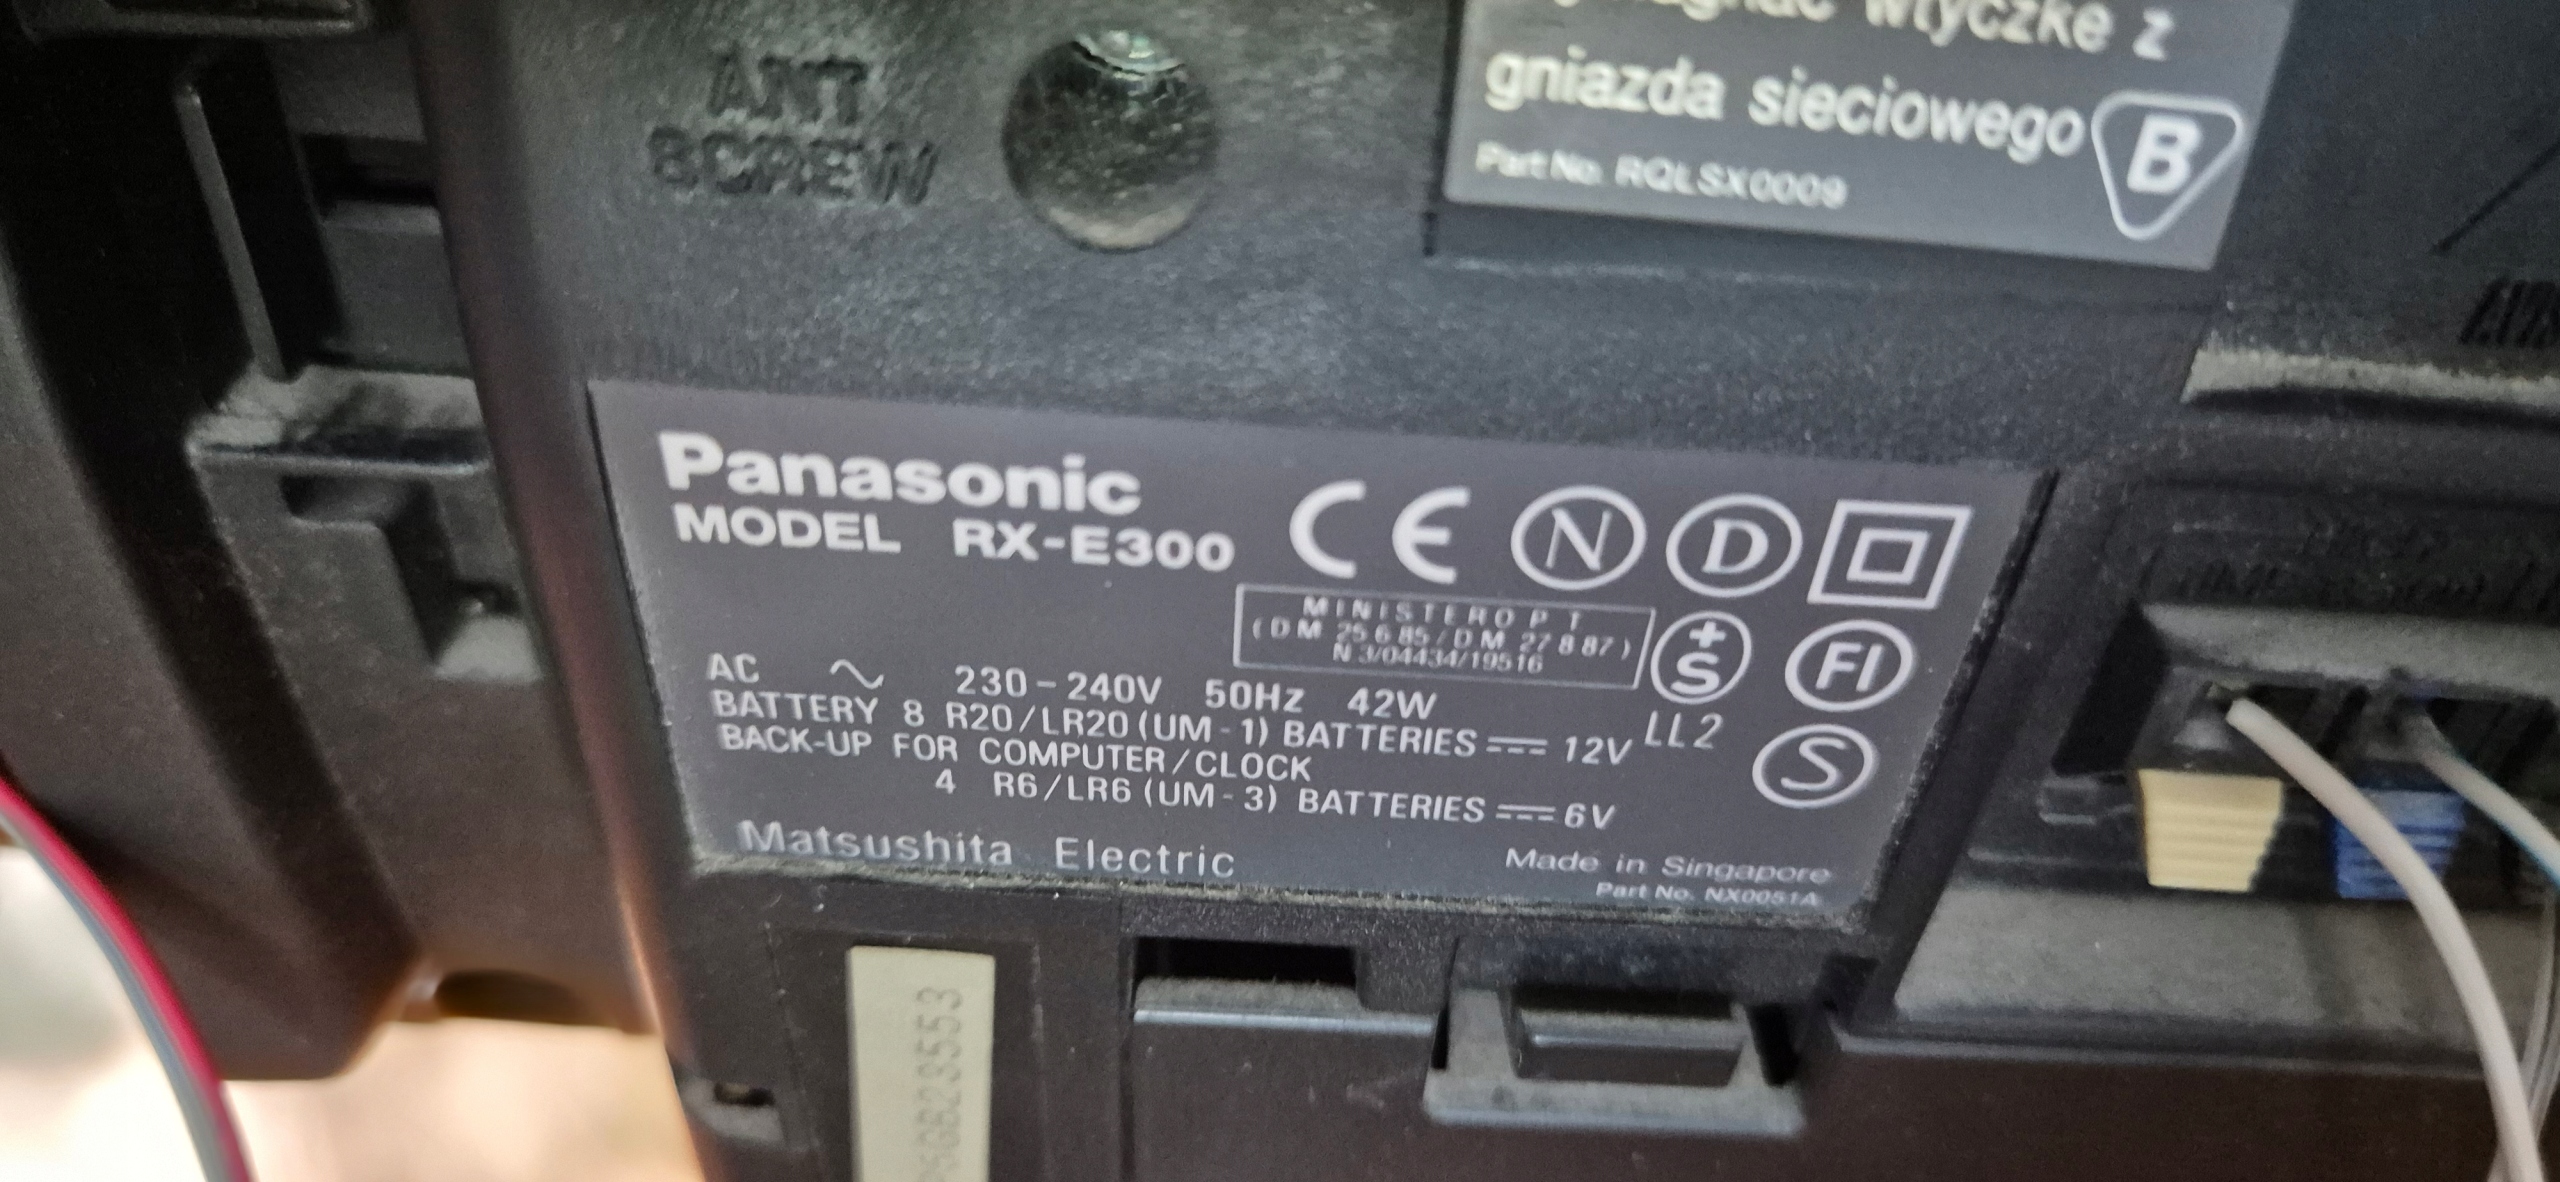 ANT
SCREW
wtyczkę z
gniazda sieciowego
B
Part No. RQLSX0009
Panasonic
MODEL RX-E300
CE N D
MINISTERO P T
(DM 25 6 85 / DM 27 8 87)
N 3/04434/19516
+S FI
AC ~ 230-240V 50Hz 42W
BATTERY 8 R20/LR20 (UM-1) BATTERIES ⎓ 12V
LL2
S
BACK-UP FOR COMPUTER/CLOCK
4 R6/LR6 (UM-3) BATTERIES ⎓ 6V
Matsushita Electric
Made in Singapore
Part No. NX0051A